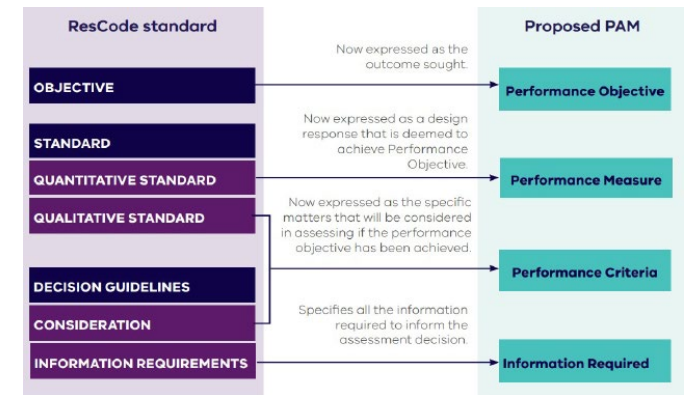 ResCode standard
Proposed PAM
Now expressed as the
outcome sought.
OBJECTIVE
Performance Objective
Now expressed as a design
response that is deemed to
achieve Performance
Objective.
STANDARD
QUANTITATIVE STANDARD
Performance Measure
QUALITATIVE STANDARD
Now expressed as the specific
matters that will be considered
in assessing if the performance
objective has been achieved.
Performance Criteria
DECISION GUIDELINES
CONSIDERATION
Specifies all the information
required to inform the
assessment decision.
INFORMATION REQUIREMENTS
Information Required